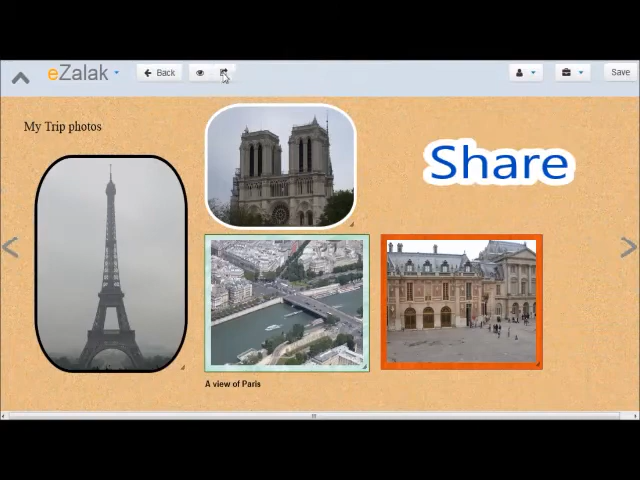 eZalak
Back
Save
My Trip photos
Share
A view of Paris